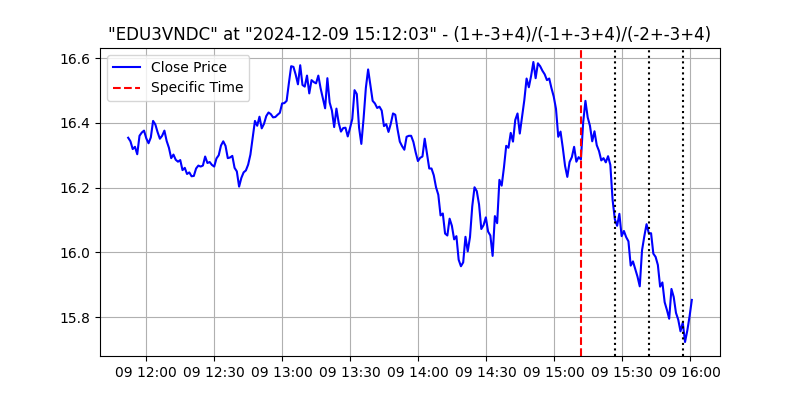 "EDU3VNDC" at "2024-12-09 15:12:03" - (1+-3+4)/(-1+-3+4)/(-2+-3+4)
Close Price
Specific Time
16.6
16.4
16.2
16.0
15.8
09 12:00 09 12:30 09 13:00 09 13:30 09 14:00 09 14:30 09 15:00 09 15:30 09 16:00